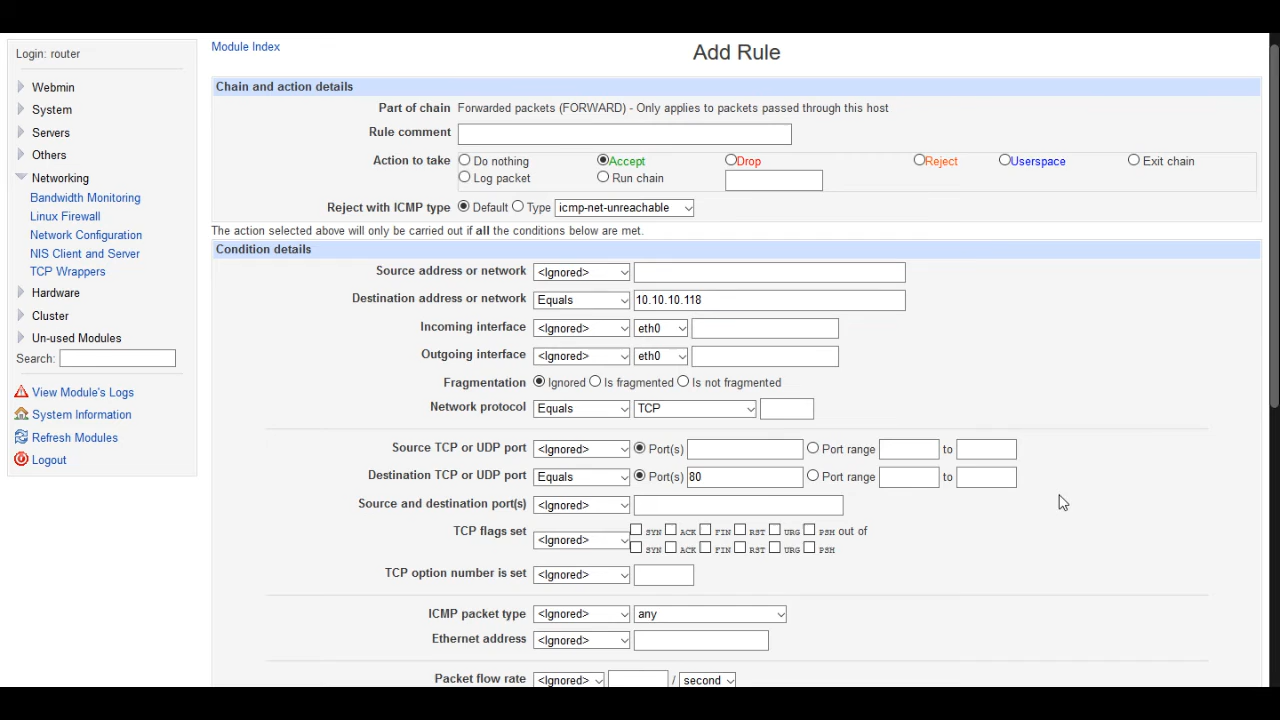 Login: router
Webmin
System
Servers
Others
Networking
Bandwidth Monitoring
Linux Firewall
Network Configuration
NIS Client and Server
TCP Wrappers
Hardware
Cluster
Un-used Modules
Search:
View Module's Logs
System Information
Refresh Modules
Logout
Module Index
Add Rule
Chain and action details
Part of chain Forwarded packets (FORWARD) - Only applies to packets passed through this host
Rule comment
Action to take Do nothing Accept Drop Reject Userspace Exit chain
Log packet Run chain
Reject with ICMP type Default Type icmp-net-unreachable
The action selected above will only be carried out if all the conditions below are met.
Condition details
Source address or network <Ignored>
Destination address or network Equals 10.10.10.118
Incoming interface <Ignored> eth0
Outgoing interface <Ignored> eth0
Fragmentation Ignored Is fragmented Is not fragmented
Network protocol Equals TCP
Source TCP or UDP port <Ignored> Port(s) Port range to
Destination TCP or UDP port Equals Port(s) 80 Port range to
Source and destination port(s) <Ignored>
TCP flags set <Ignored> SYN ACK FIN RST URG PSH out of
SYN ACK FIN RST URG PSH
TCP option number is set <Ignored>
ICMP packet type <Ignored> any
Ethernet address <Ignored>
Packet flow rate <Ignored> / second